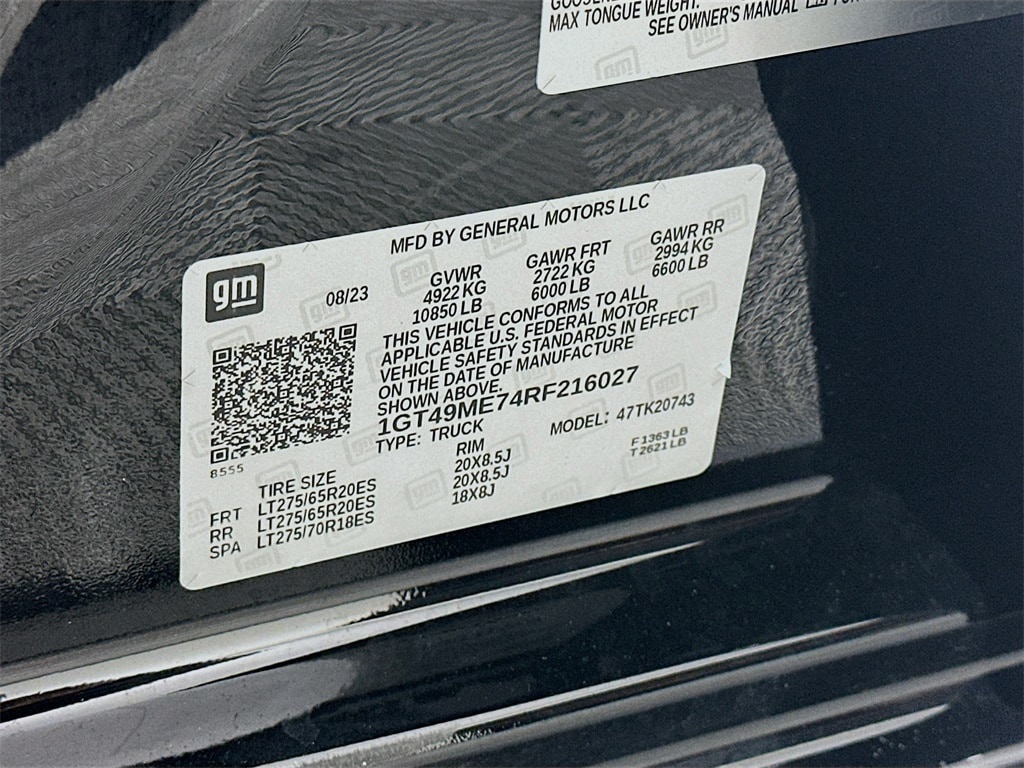 MAX TONGUE WEIGHT:
SEE OWNER'S MANUAL
MFD BY GENERAL MOTORS LLC
gm
08/23
GVWR
4922 KG
10850 LB
GAWR FRT
2722 KG
6000 LB
GAWR RR
2994 KG
6600 LB
THIS VEHICLE CONFORMS TO ALL
APPLICABLE U.S. FEDERAL MOTOR
VEHICLE SAFETY STANDARDS IN EFFECT
ON THE DATE OF MANUFACTURE
SHOWN ABOVE.
1GT49ME74RF216027
TYPE: TRUCK
MODEL: 47TK20743
8555
F 1363 LB
T 2621 LB
TIRE SIZE RIM
FRT LT275/65R20ES 20X8.5J
RR LT275/65R20ES 20X8.5J
SPA LT275/70R18ES 18X8J